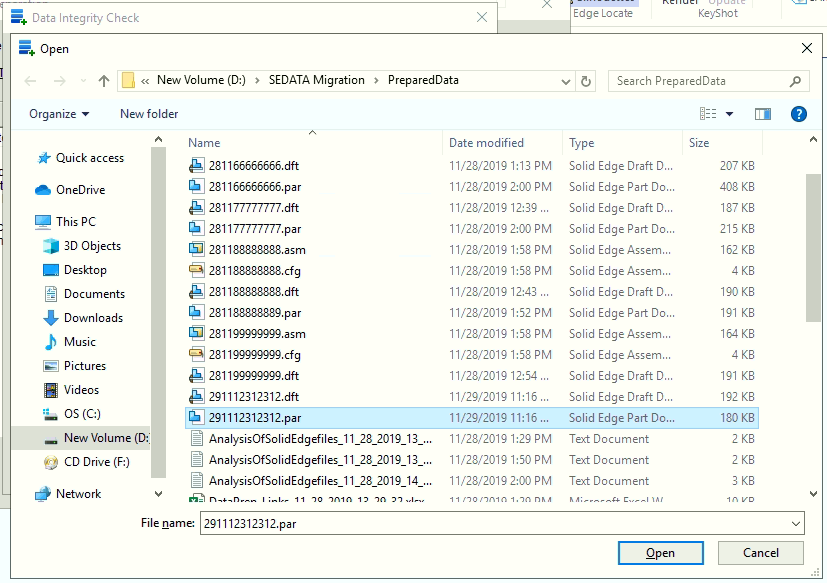 Data Integrity Check
Render
Edge Locate
KeyShot
Open
« New Volume (D:) > SEDATA Migration > PreparedData
Search PreparedData
Organize
New folder
Name
Date modified
Type
Size
Quick access
OneDrive
This PC
3D Objects
Desktop
Documents
Downloads
Music
Pictures
Videos
OS (C:)
New Volume (D:
CD Drive (F:)
Network
281166666666.dft 11/28/2019 1:13 PM Solid Edge Draft D... 207 KB
281166666666.par 11/28/2019 2:00 PM Solid Edge Part Do... 408 KB
281177777777.dft 11/28/2019 12:39 ... Solid Edge Draft D... 187 KB
281177777777.par 11/28/2019 2:00 PM Solid Edge Part Do... 215 KB
281188888888.asm 11/28/2019 1:58 PM Solid Edge Assem... 162 KB
281188888888.cfg 11/28/2019 1:58 PM Solid Edge Assem... 4 KB
281188888888.dft 11/28/2019 12:43 ... Solid Edge Draft D... 190 KB
281188888889.par 11/28/2019 1:52 PM Solid Edge Part Do... 191 KB
281199999999.asm 11/28/2019 1:58 PM Solid Edge Assem... 164 KB
281199999999.cfg 11/28/2019 1:58 PM Solid Edge Assem... 4 KB
281199999999.dft 11/28/2019 12:54 ... Solid Edge Draft D... 191 KB
291112312312.dft 11/29/2019 11:16 ... Solid Edge Draft D... 192 KB
291112312312.par 11/29/2019 11:16 ... Solid Edge Part Do... 180 KB
AnalysisOfSolidEdgefiles_11_28_2019_13_... 11/28/2019 1:29 PM Text Document 2 KB
AnalysisOfSolidEdgefiles_11_28_2019_13_... 11/28/2019 1:50 PM Text Document 2 KB
AnalysisOfSolidEdgefiles_11_28_2019_14_... 11/28/2019 2:00 PM Text Document 3 KB
DataPrep_Links_11-28-2019_13-29-32.xlsx 11/28/2019 1:29 PM Microsoft Excel W... 10 KB
File name:
291112312312.par
Open
Cancel